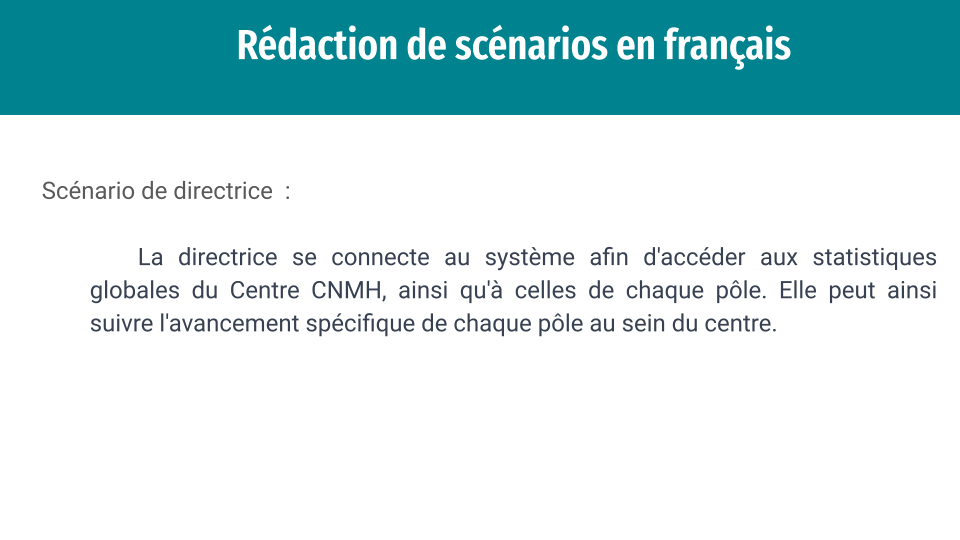 Rédaction de scénarios en français
Scénario de directrice  :
La directrice se connecte au système afin d'accéder aux statistiques
globales du Centre CNMH, ainsi qu'à celles de chaque pôle. Elle peut ainsi
suivre l'avancement spécifique de chaque pôle au sein du centre.